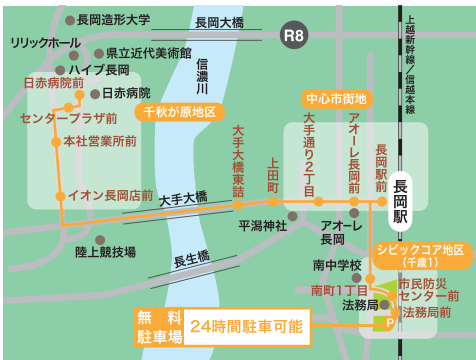 長岡造形大学
長岡大橋
R8
リリックホール
県立近代美術館
ハイブ長岡
日赤病院前
日赤病院
信濃川
上越新幹線/信越本線
センタープラザ前
千秋が原地区
中心市街地
本社営業所前
大手大橋東詰
上田町
大手通り2丁目
アオーレ長岡前
長岡駅前
長岡駅
イオン長岡店前
大手大橋
平潟神社
アオーレ
長岡
陸上競技場
長生橋
シビックコア地区
(千歳1)
南中学校
南町1丁目
市民防災
センター前
法務局
法務局前
P
無料
駐車場
24時間駐車可能